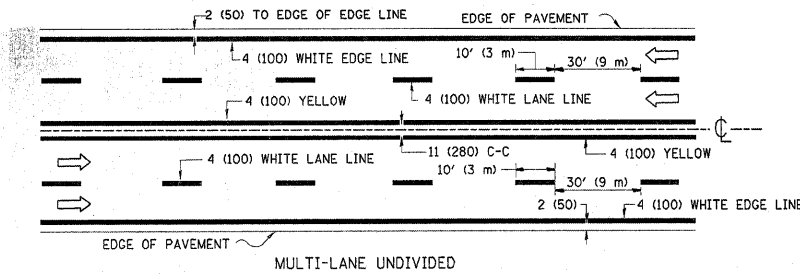 2 (50) TO EDGE OF EDGE LINE
EDGE OF PAVEMENT
4 (100) WHITE EDGE LINE
10' (3 m)
30' (9 m)
4 (100) YELLOW
4 (100) WHITE LANE LINE
℄
4 (100) WHITE LANE LINE
11 (280) C-C
4 (100) YELLOW
10' (3 m)
30' (9 m)
2 (50)
4 (100) WHITE EDGE LINE
EDGE OF PAVEMENT
MULTI-LANE UNDIVIDED